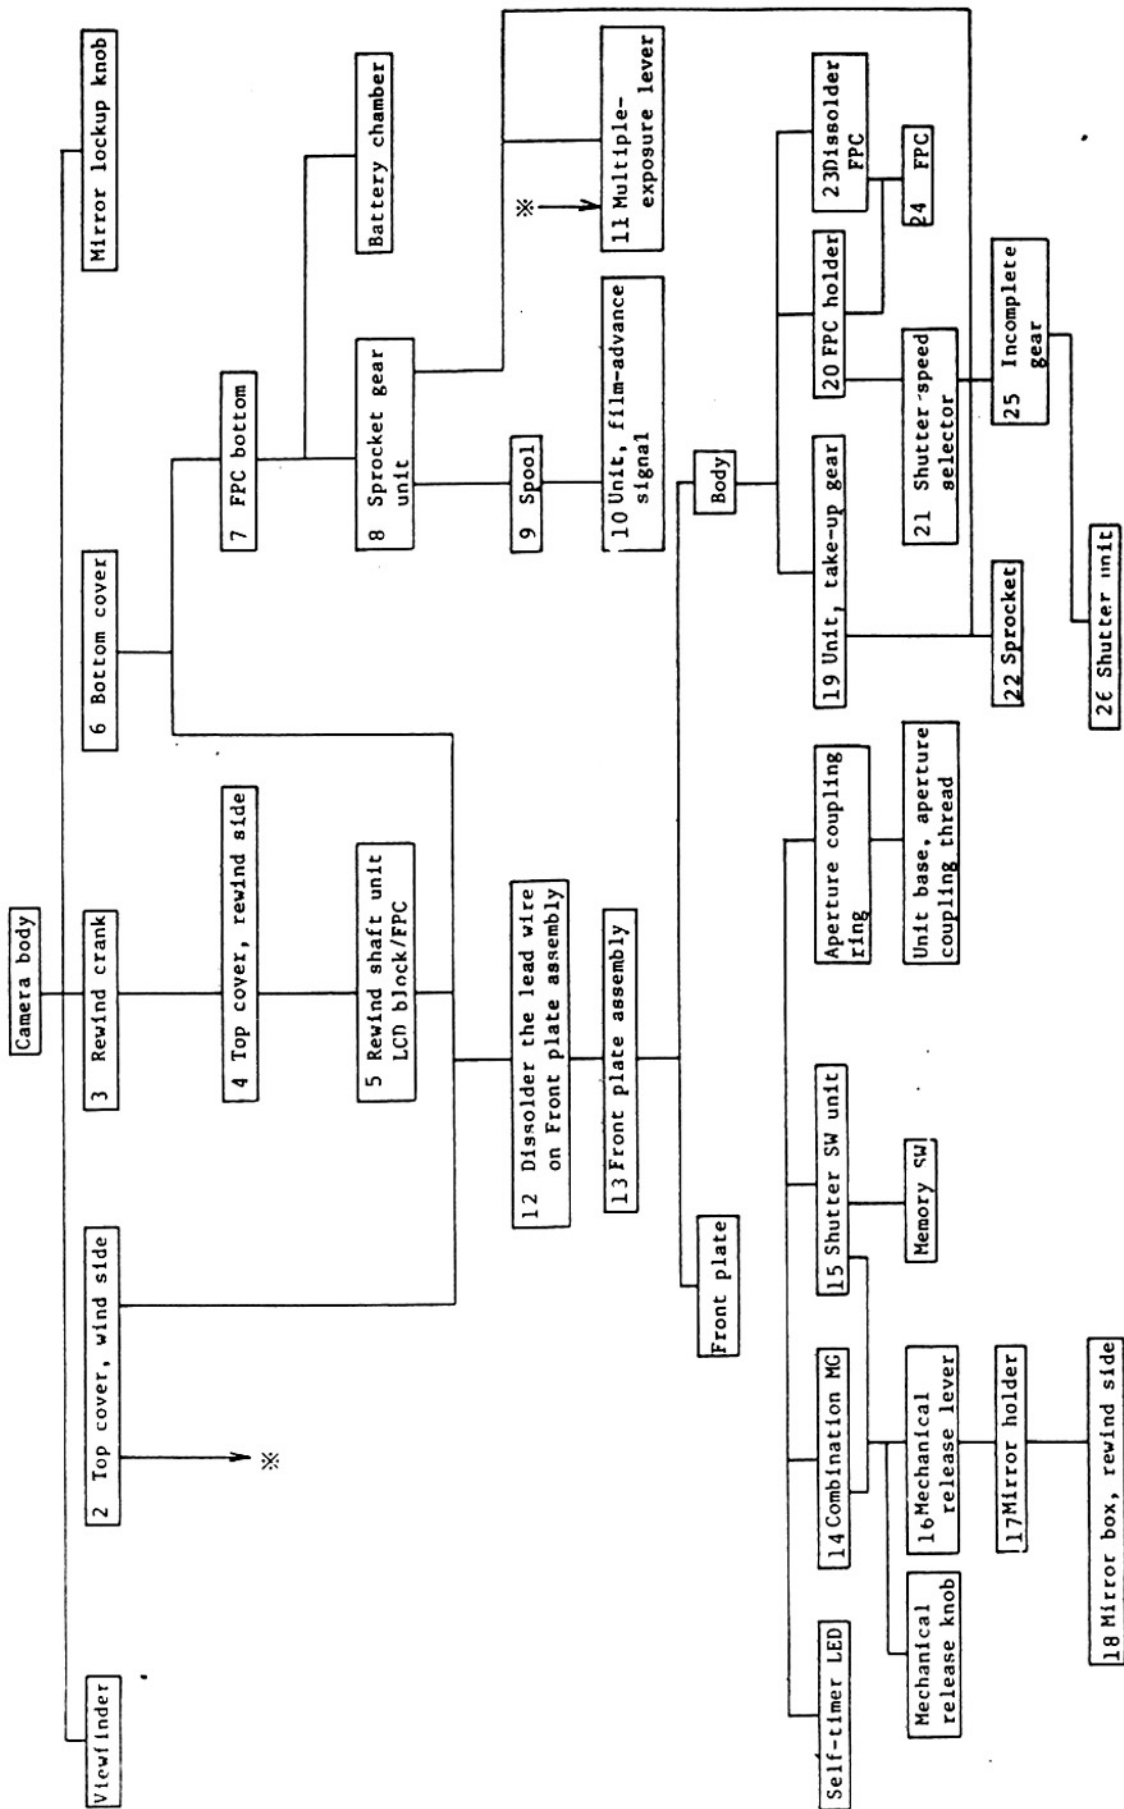 Camera body
Viewfinder
2 Top cover, wind side
3 Rewind crank
6 Bottom cover
Mirror lockup knob
※
4 Top cover, rewind side
7 FPC bottom
5 Rewind shaft unit
LCD block/FPC
8 Sprocket gear
unit
Battery chamber
12 Dissolder the lead wire
on Front plate assembly
9 Spool
※
13 Front plate assembly
10 Unit, film-advance
signal
11 Multiple-
exposure lever
Front plate
Body
Self-timer LED
14 Combination MG
15 Shutter SW unit
Aperture coupling
ring
19 Unit, take-up gear
20 FPC holder
23 Dissolder
FPC
Mechanical
release knob
16 Mechanical
release lever
Memory SW
Unit base, aperture
coupling thread
21 Shutter-speed
selector
24 FPC
17 Mirror holder
22 Sprocket
25 Incomplete
gear
18 Mirror box, rewind side
26 Shutter unit